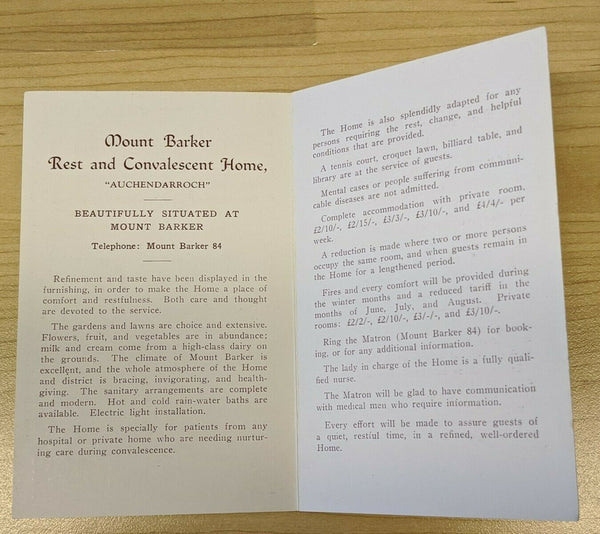 Mount Barker
Rest and Convalescent Home,
"AUCHENDARROCH"
BEAUTIFULLY SITUATED AT
MOUNT BARKER
Telephone: Mount Barker 84
Refinement and taste have been displayed in the
furnishing, in order to make the Home a place of
comfort and restfulness. Both care and thought
are devoted to the service.
The gardens and lawns are choice and extensive.
Flowers, fruit, and vegetables are in abundance;
milk and cream come from a high-class dairy on
the grounds. The climate of Mount Barker is
excellent, and the whole atmosphere of the Home
and district is bracing, invigorating, and health-
giving. The sanitary arrangements are complete
and modern. Hot and cold rain-water baths are
available. Electric light installation.
The Home is specially for patients from any
hospital or private home who are needing nurtur-
ing care during convalescence.
The Home is also splendidly adapted for any
persons requiring the rest, change, and helpful
conditions that are provided.
A tennis court, croquet lawn, billiard table, and
library are at the service of guests.
Mental cases or people suffering from communi-
cable diseases are not admitted.
Complete accommodation with private room,
£2/10/-, £2/15/-, £3/3/-, £3/10/-, and £4/4/- per
week.
A reduction is made where two or more persons
occupy the same room, and when guests remain in
the Home for a lengthened period.
Fires and every comfort will be provided during
the winter months and a reduced tariff in the
months of June, July, and August. Private
rooms: £2/2/-, £2/10/-, £3/-/-, and £3/10/-.
Ring the Matron (Mount Barker 84) for book-
ing, or for any additional information.
The lady in charge of the Home is a fully quali-
fied nurse.
The Matron will be glad to have communication
with medical men who require information.
Every effort will be made to assure guests of
a quiet, restful time, in a refined, well-ordered
Home.